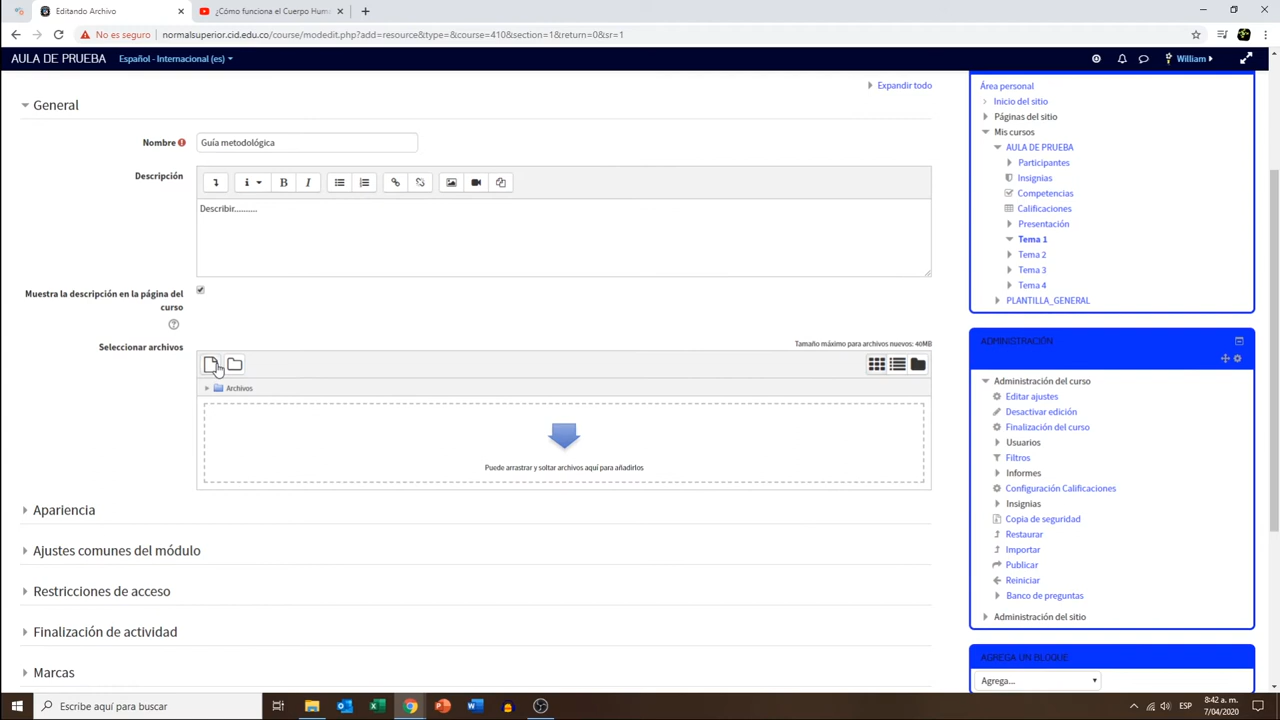 Editando Archivo
¿Cómo funciona el Cuerpo Hum
No es seguro
normalsuperior.cid.edu.co/course/modedit.php?add=resource&type=&course=410&section=1&return=0&sr=1
AULA DE PRUEBA
Español - Internacional (es)
William
Expandir todo
General
Nombre
Guía metodológica
Descripción
Describir..........
Muestra la descripción en la página del
curso
Seleccionar archivos
Tamaño máximo para archivos nuevos: 40MB
Archivos
Puede arrastrar y soltar archivos aquí para añadirlos
Apariencia
Ajustes comunes del módulo
Restricciones de acceso
Finalización de actividad
Marcas
Área personal
Inicio del sitio
Páginas del sitio
Mis cursos
AULA DE PRUEBA
Participantes
Insignias
Competencias
Calificaciones
Presentación
Tema 1
Tema 2
Tema 3
Tema 4
PLANTILLA_GENERAL
ADMINISTRACIÓN
Administración del curso
Editar ajustes
Desactivar edición
Finalización del curso
Usuarios
Filtros
Informes
Configuración Calificaciones
Insignias
Copia de seguridad
Restaurar
Importar
Publicar
Reiniciar
Banco de preguntas
Administración del sitio
AGREGA UN BLOQUE
Agrega...
Escribe aquí para buscar
ESP
8:42 a. m.
7/04/2020